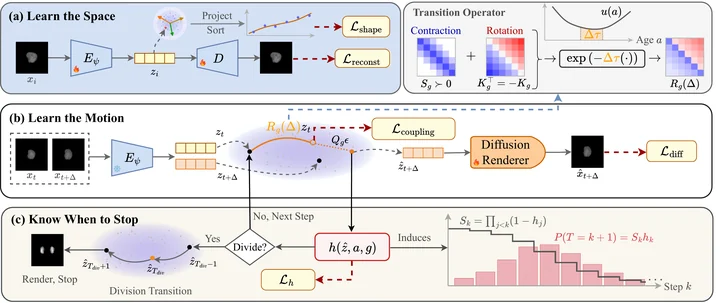 (a) Learn the Space
Project
Sort
L_shape
x_i
E_ψ
z_i
D
L_reconst
Transition Operator
Contraction
Rotation
+
S_g ≻ 0
K_g^⊤ = −K_g
exp(−Δτ(·))
u(a)
Δτ
Age a
R_g(Δ)
(b) Learn the Motion
x_t
x_{t+Δ}
E_ψ
z_t
z_{t+Δ}
R_g(Δ)z_t
Q_gϵ
L_coupling
ẑ_{t+Δ}
Diffusion
Renderer
x̂_{t+Δ}
L_diff
(c) Know When to Stop
No, Next Step
Yes
Divide?
ẑ_{T_div+1}
ẑ_{T_div}
ẑ_{T_div−1}
Render, Stop
Division Transition
h(ẑ, a, g)
L_h
Induces
S_k = ∏_{j<k}(1 − h_j)
P(T = k + 1) = S_k h_k
...
Step k